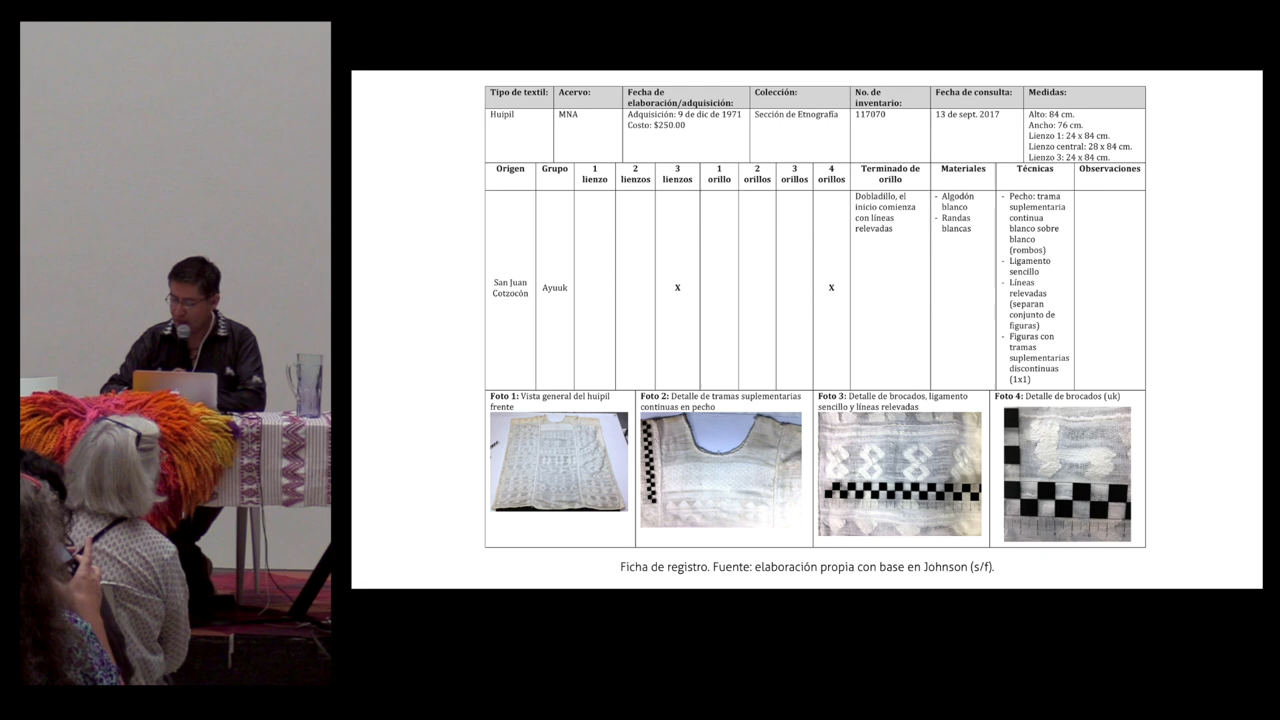 Tipo de textil:
Acervo:
Fecha de
elaboración/adquisición:
Colección:
No. de
inventario:
Fecha de consulta:
Medidas:
Huipil
MNA
Adquisición: 9 de dic de 1971
Costo: $250.00
Sección de Etnografía
117070
13 de sept. 2017
Alto: 84 cm.
Ancho: 76 cm.
Lienzo 1: 24 x 84 cm.
Lienzo central: 28 x 84 cm.
Lienzo 3: 24 x 84 cm.
Origen
Grupo
1
lienzo
2
lienzos
3
lienzos
1
orillo
2
orillos
3
orillos
4
orillos
Terminado de
orillo
Materiales
Técnicas
Observaciones
San Juan
Cotzocón
Ayuuk
X
X
Dobladillo, el
inicio comienza
con líneas
relevadas
- Algodón
blanco
- Randas
blancas
- Pecho: trama
suplementaria
continua
blanco sobre
blanco
(rombos)
- Ligamento
sencillo
- Líneas
relevadas
(separan
conjunto de
figuras)
- Figuras con
tramas
suplementarias
discontinuas
(1x1)
Foto 1: Vista general del huipil
frente
Foto 2: Detalle de tramas suplementarias
continuas en pecho
Foto 3: Detalle de brocados, ligamento
sencillo y líneas relevadas
Foto 4: Detalle de brocados (uk)
Ficha de registro. Fuente: elaboración propia con base en Johnson (s/f).